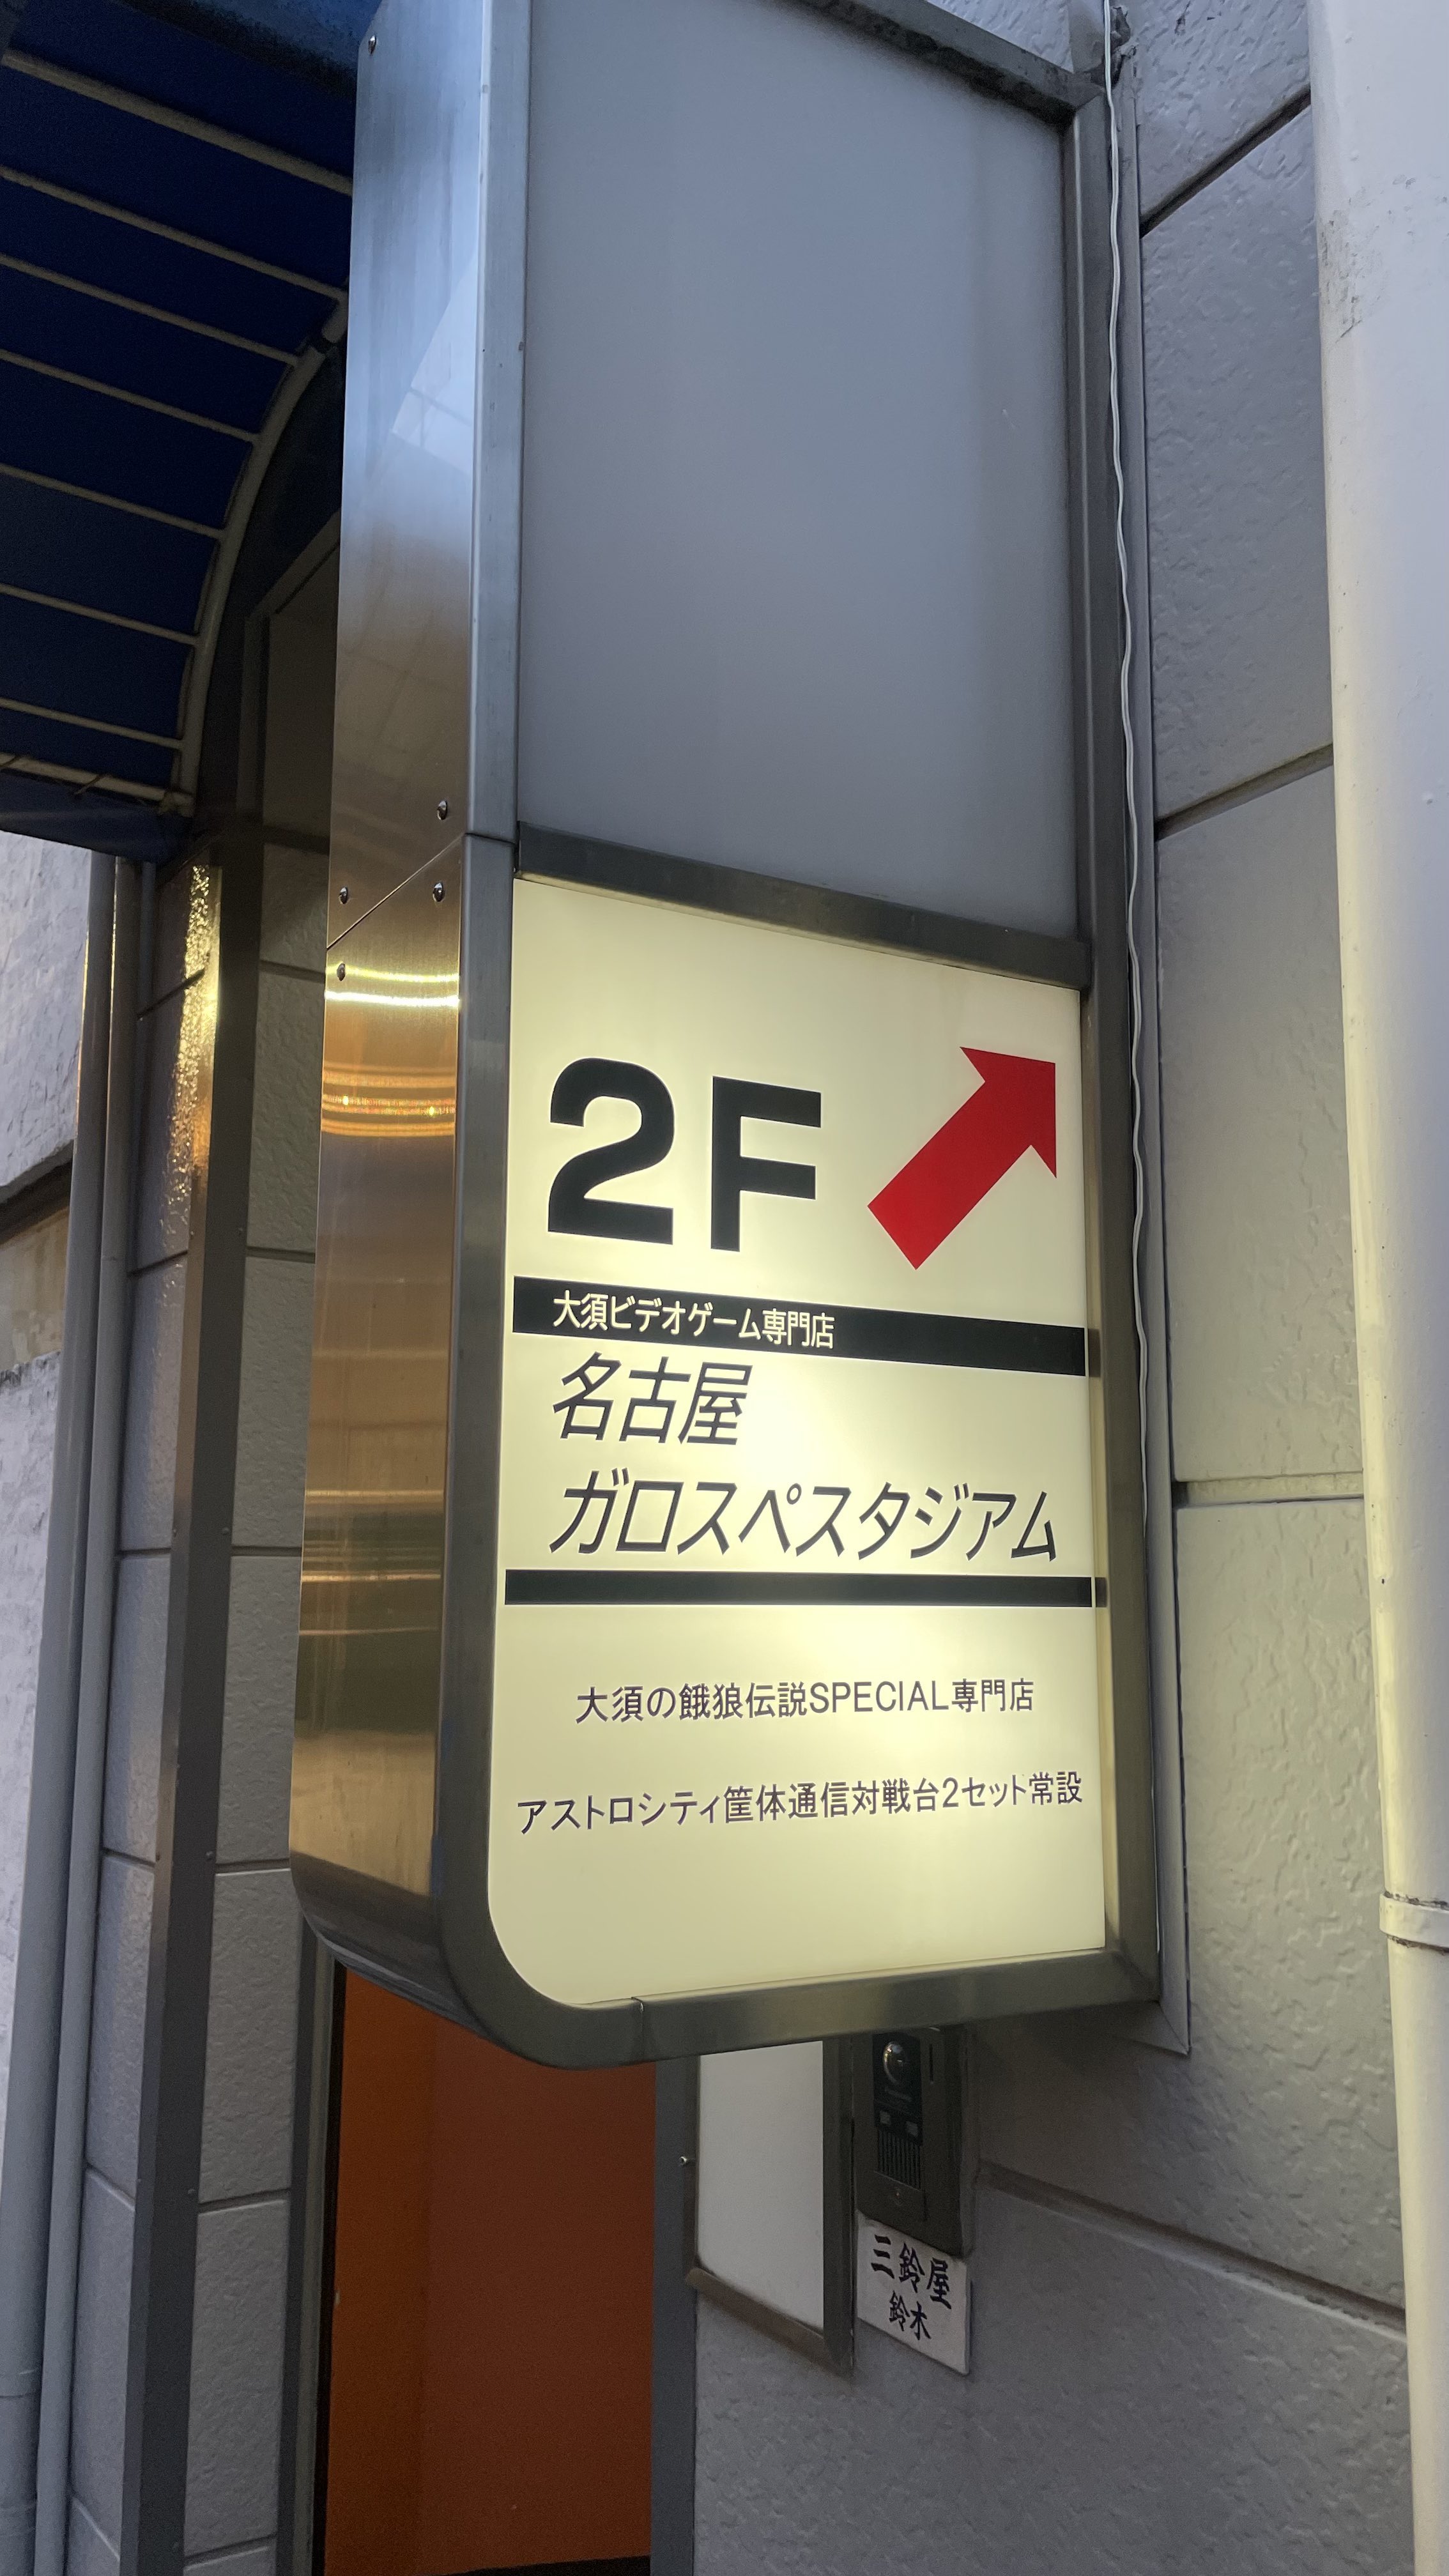 2F
大須ビデオゲーム専門店
名古屋
ガロスペスタジアム
大須の餓狼伝説SPECIAL専門店
アストロシティ筐体通信対戦台2セット常設
三鈴屋
鈴木